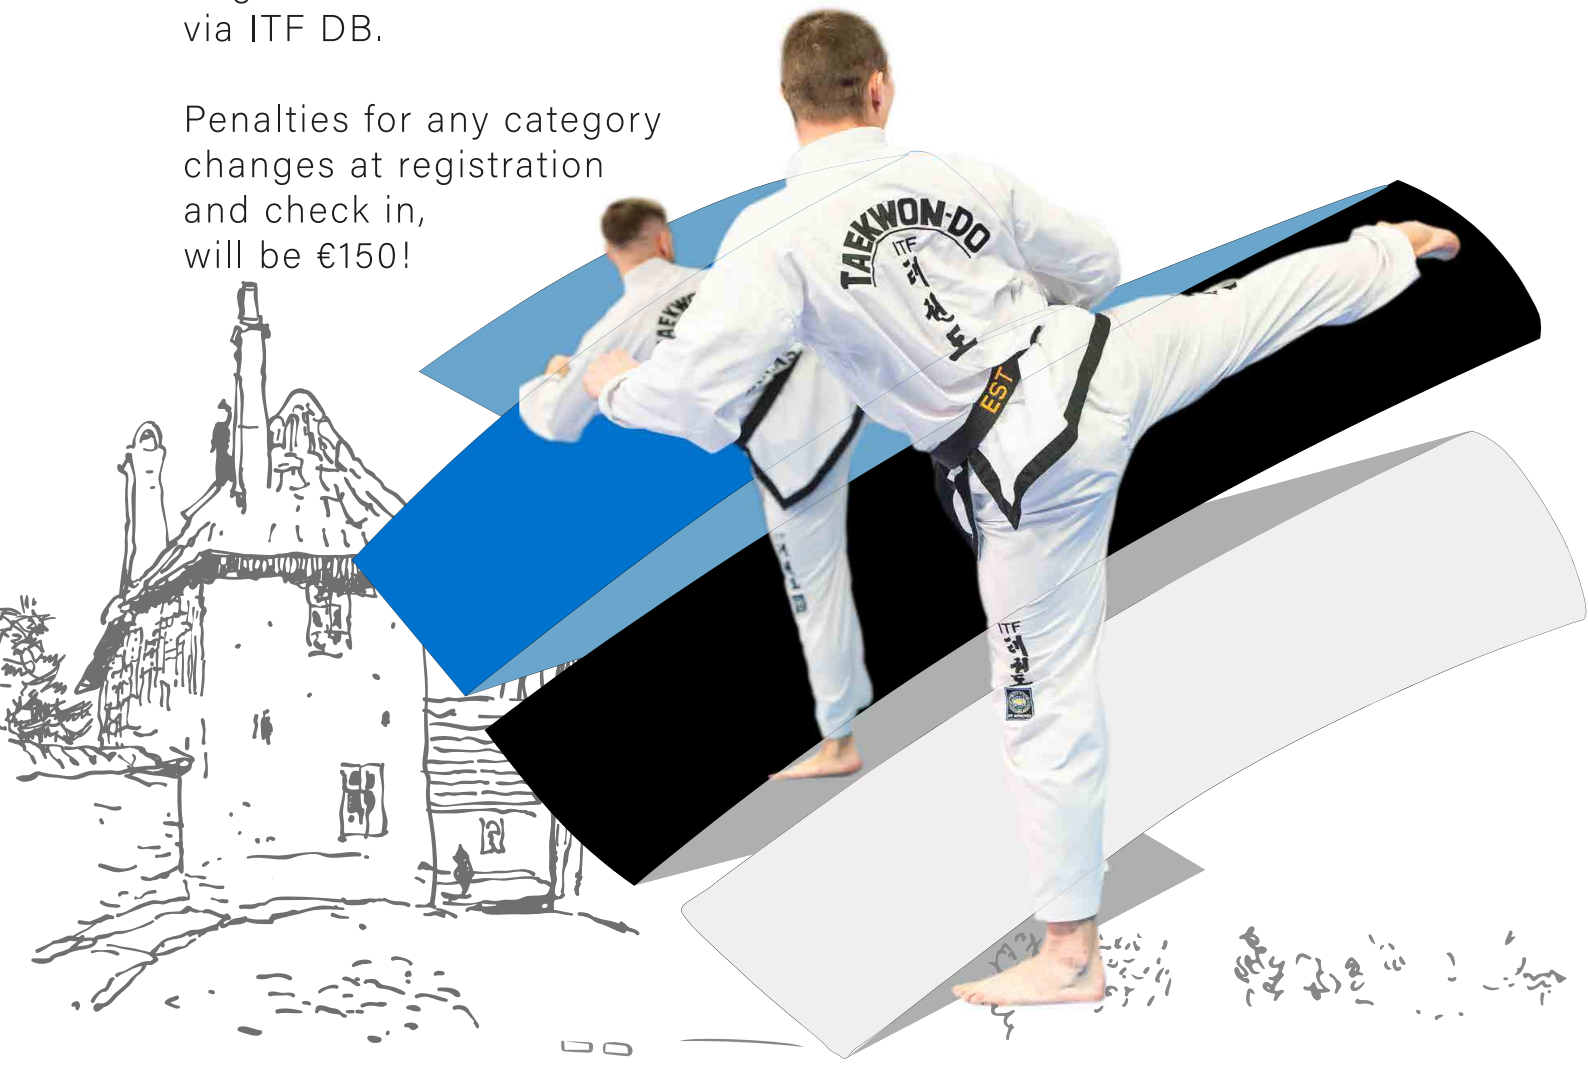 via ITF DB.
Penalties for any category
changes at registration
and check in,
will be €150!
TAEKWON-DO
ITF
태
권
도
EST
ITF
태
권
도